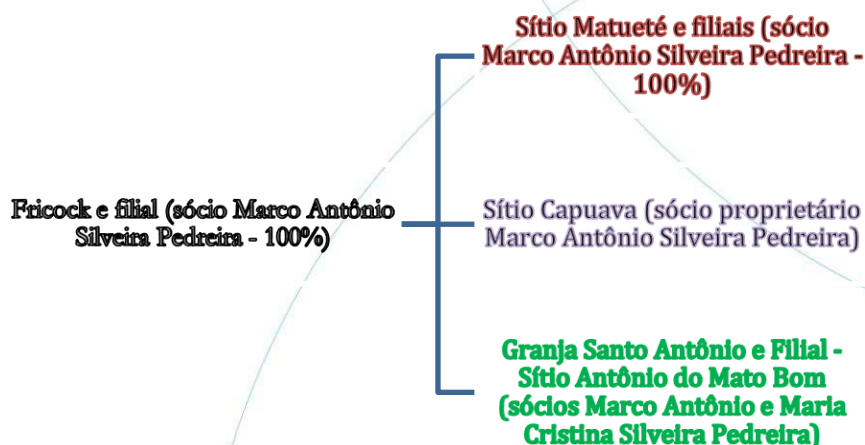 Sítio Matueté e filiais (sócio
Marco Antônio Silveira Pedreira -
100%)
Fricock e filial (sócio Marco Antônio
Silveira Pedreira - 100%)
Sítio Capuava (sócio proprietário
Marco Antônio Silveira Pedreira)
Granja Santo Antônio e Filial -
Sítio Antônio do Mato Bom
(sócios Marco Antônio e Maria
Cristina Silveira Pedreira)